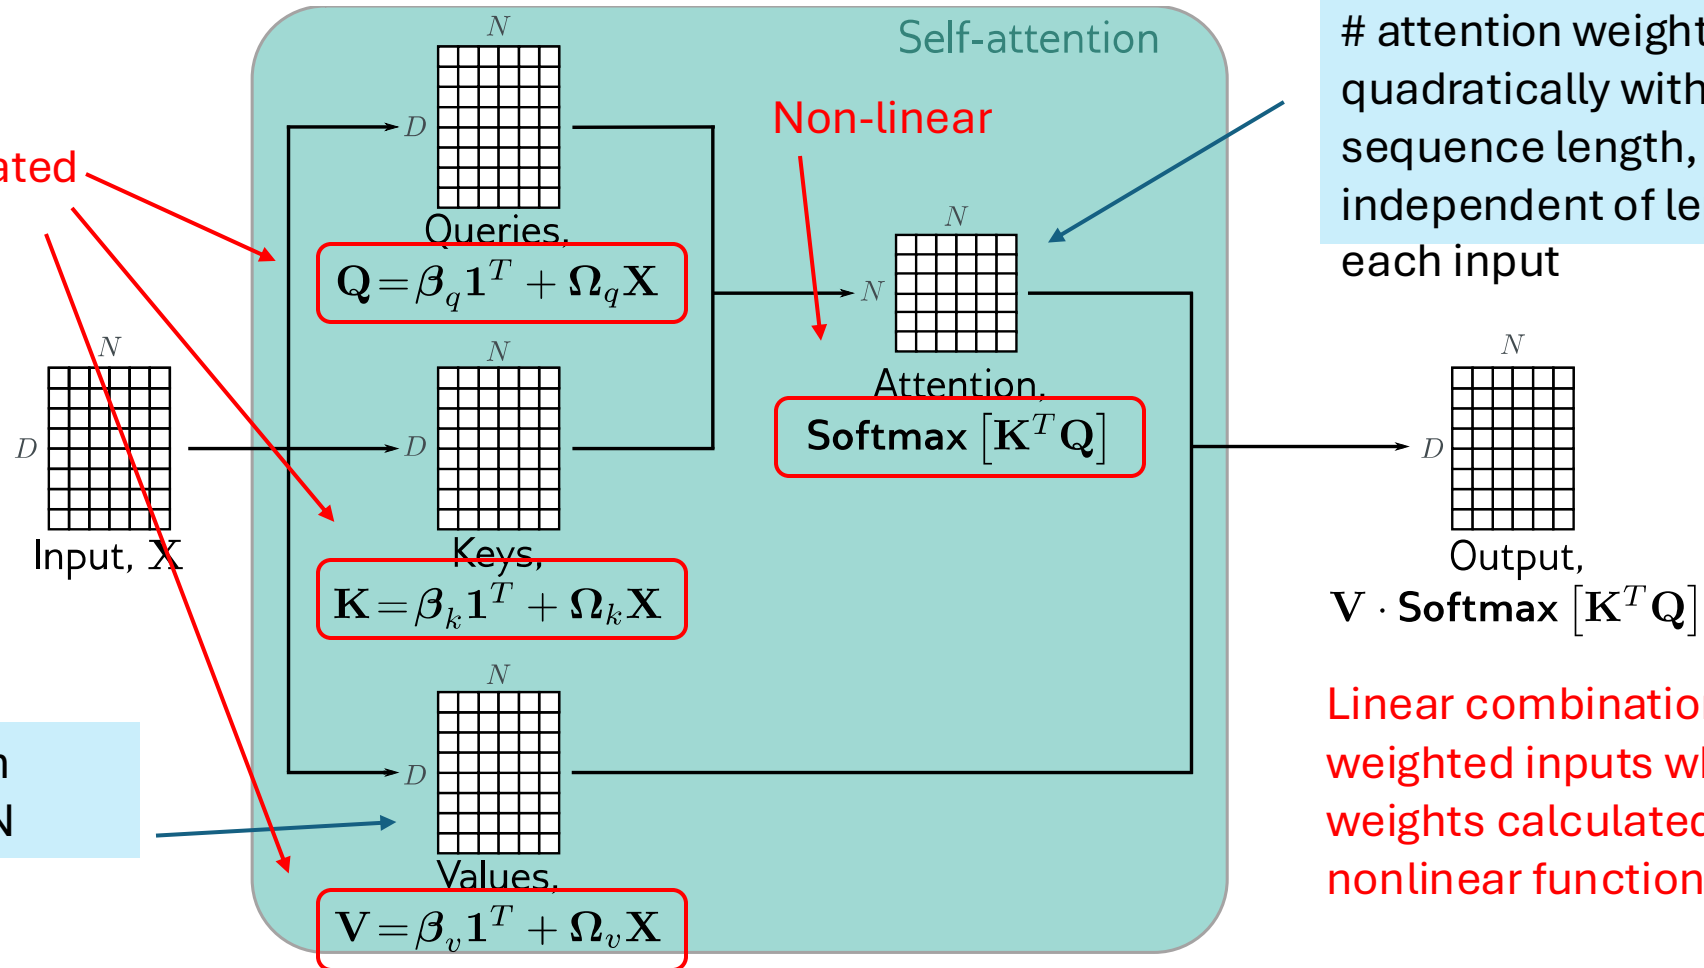 Self-attention
N
D
Queries,
Q = β_q 1^T + Ω_q X
ated
Non-linear
# attention weight
quadratically with
sequence length,
independent of le
each input
N
N
Attention,
Softmax [K^T Q]
N
D
Input, X
N
D
Keys,
K = β_k 1^T + Ω_k X
N
D
Output,
V · Softmax [K^T Q]
N
D
Values,
V = β_v 1^T + Ω_v X
N
Linear combination
weighted inputs wh
weights calculated
nonlinear function